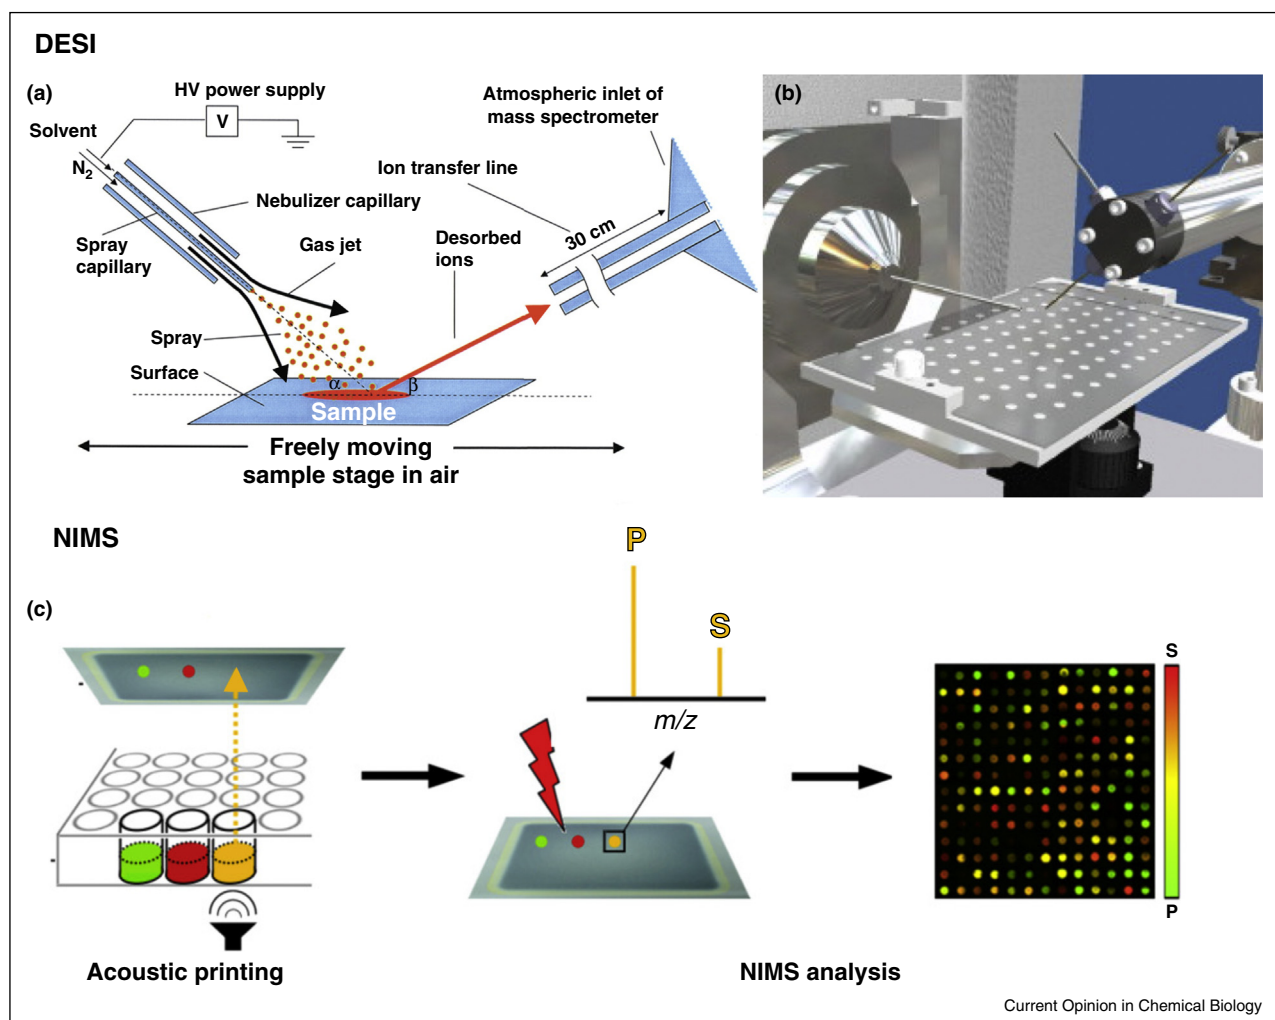 DESI
(a)
HV power supply
V
Solvent
N2
Nebulizer capillary
Spray
capillary
Gas jet
Spray
Surface
α
β
Sample
Freely moving
sample stage in air
Desorbed
ions
Ion transfer line
30 cm
Atmospheric inlet of
mass spectrometer
(b)
NIMS
(c)
Acoustic printing
P
S
m/z
S
P
NIMS analysis
Current Opinion in Chemical Biology